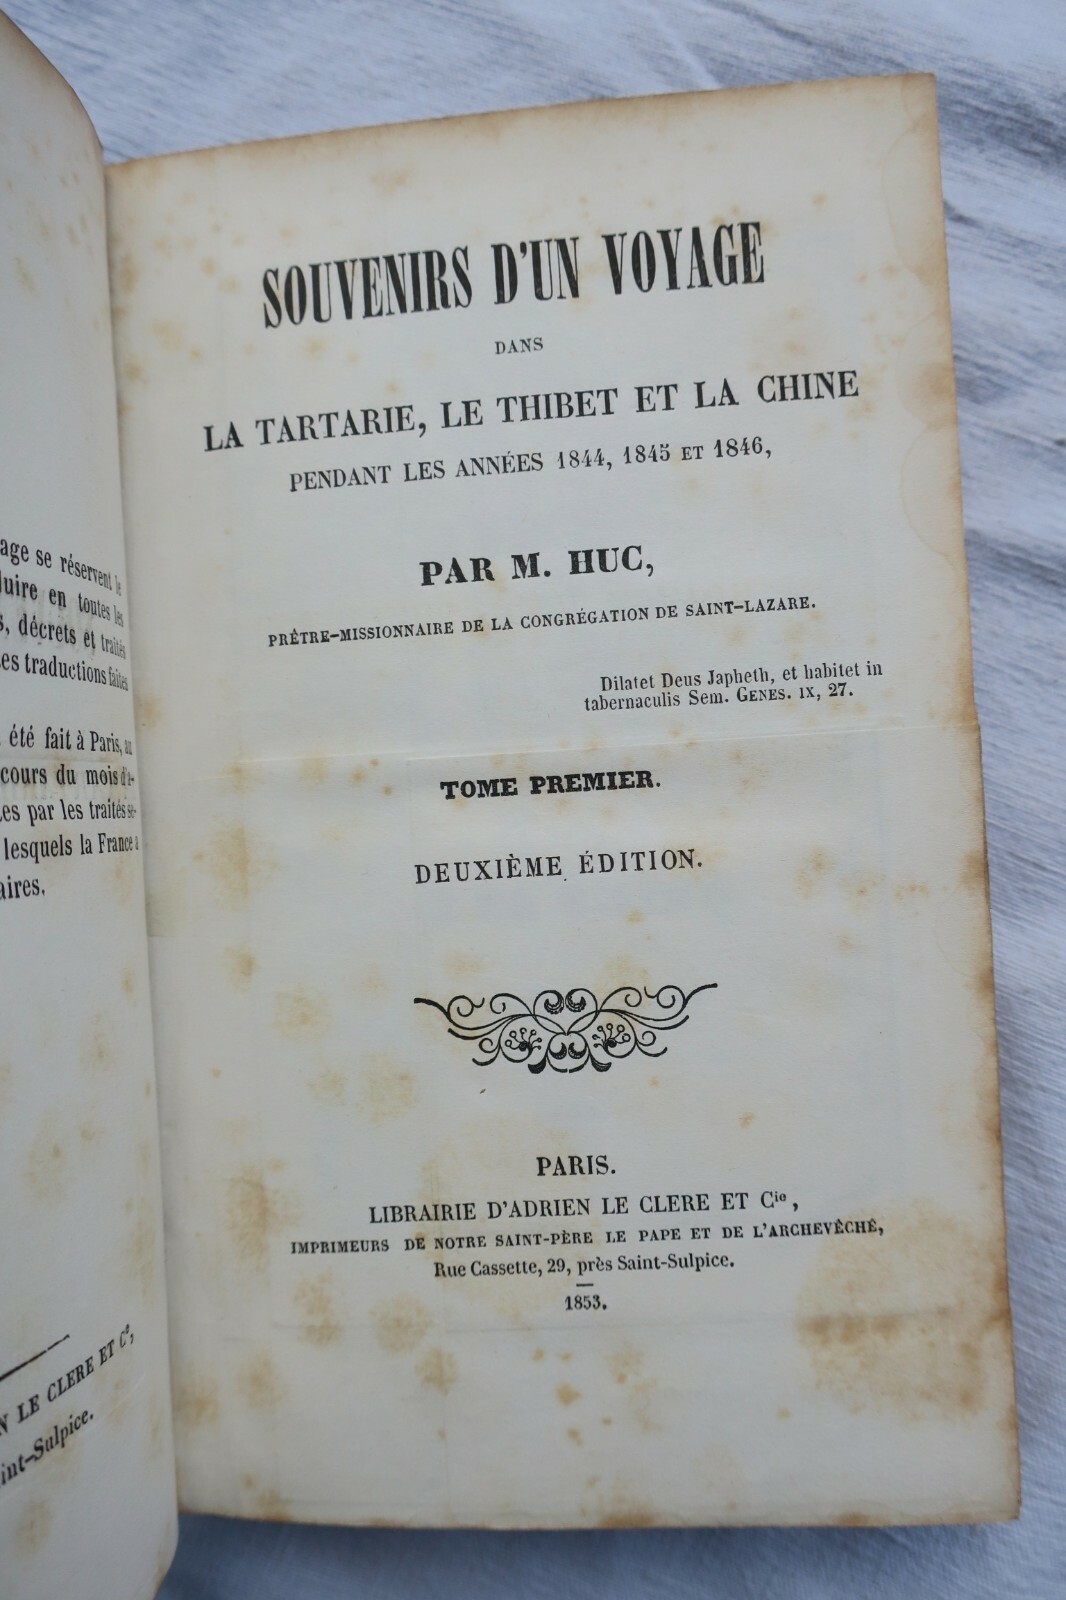 age se réservent le
luire en toutes les
s, décrets et traités
es traductions faites
été fait à Paris, au
cours du mois d'a-
es par les traités se-
lesquels la France a
aires.
N LE CLERE ET Ce,
int-Sulpice.
SOUVENIRS D'UN VOYAGE
DANS
LA TARTARIE, LE THIBET ET LA CHINE
PENDANT LES ANNÉES 1844, 1845 ET 1846,
PAR M. HUC,
PRÊTRE-MISSIONNAIRE DE LA CONGRÉGATION DE SAINT-LAZARE.
Dilatet Deus Japheth, et habitet in
tabernaculis Sem. GENES. IX, 27.
TOME PREMIER.
DEUXIÈME ÉDITION.
PARIS.
LIBRAIRIE D'ADRIEN LE CLERE ET Cie,
IMPRIMEURS DE NOTRE SAINT-PÈRE LE PAPE ET DE L'ARCHEVÊCHÉ,
Rue Cassette, 29, près Saint-Sulpice.
1853.